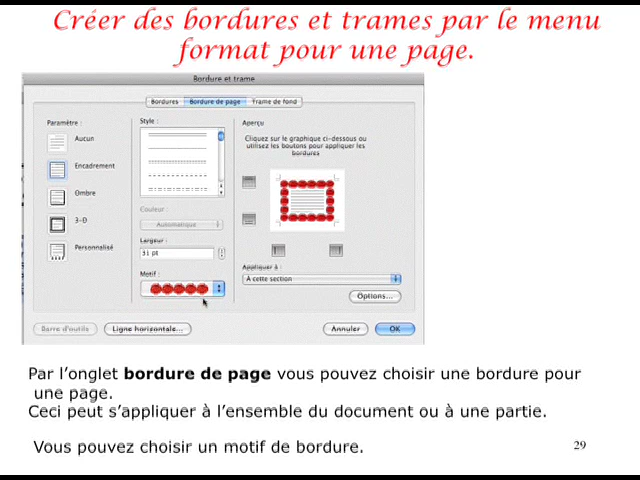 Créer des bordures et trames par le menu
format pour une page.
Bordure et trame
Bordures Bordure de page Trame de fond
Paramètre :
Aucun
Encadrement
Ombre
3-D
Personnalisé
Style :
Couleur :
Automatique
Largeur :
31 pt
Motif :
Aperçu
Cliquez sur le graphique ci-dessous ou
utilisez les boutons pour appliquer les
bordures
Appliquer à :
À cette section
Options...
Barre d'outils Ligne horizontale... Annuler OK
Par l’onglet bordure de page vous pouvez choisir une bordure pour
une page.
Ceci peut s’appliquer à l’ensemble du document ou à une partie.
Vous pouvez choisir un motif de bordure.
29